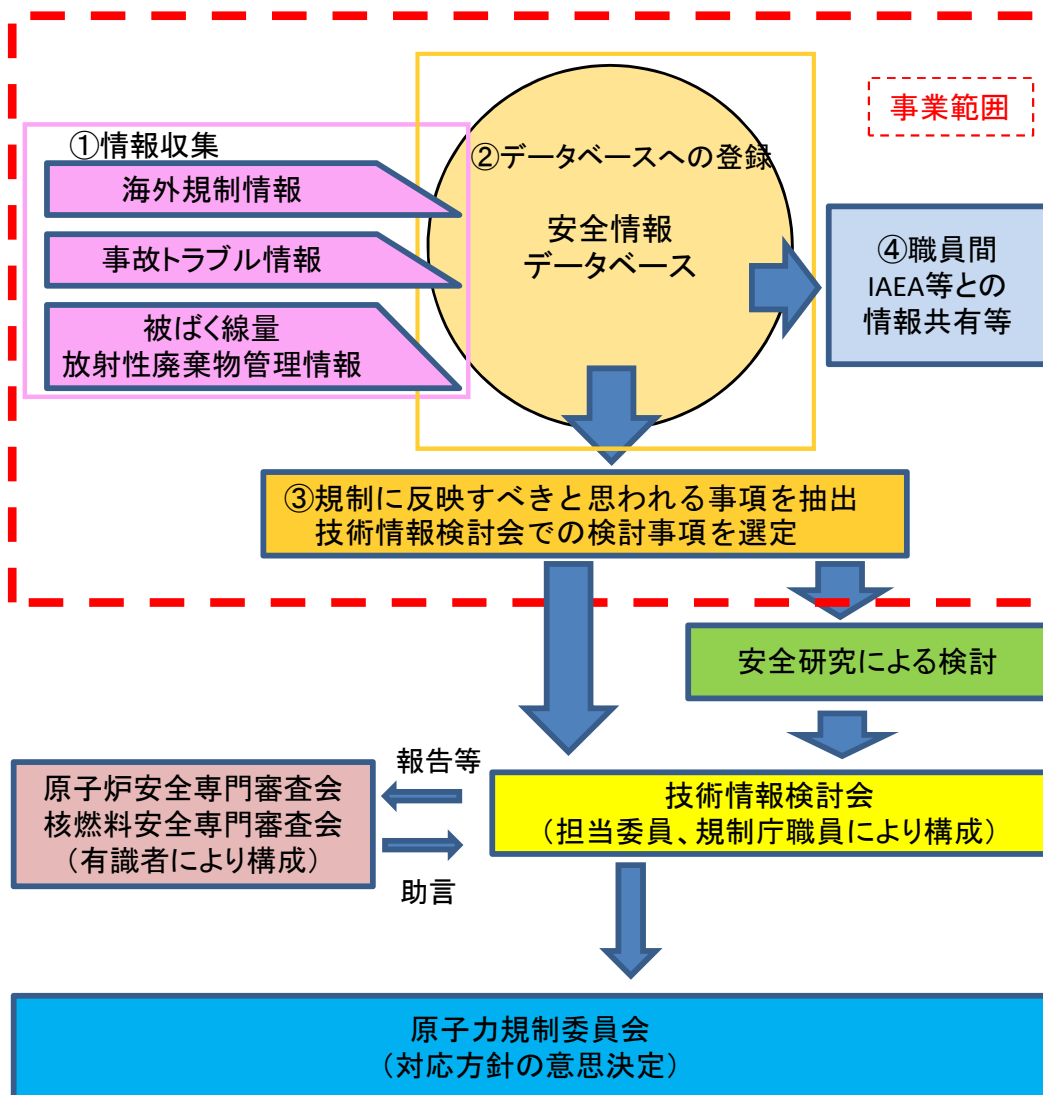 事業範囲
①情報収集
海外規制情報
事故トラブル情報
被ばく線量
放射性廃棄物管理情報
②データベースへの登録
安全情報
データベース
④職員間
IAEA等との
情報共有等
③規制に反映すべきと思われる事項を抽出
技術情報検討会での検討事項を選定
安全研究による検討
報告等
原子炉安全専門審査会
核燃料安全専門審査会
（有識者により構成）
助言
技術情報検討会
（担当委員、規制庁職員により構成）
原子力規制委員会
（対応方針の意思決定）